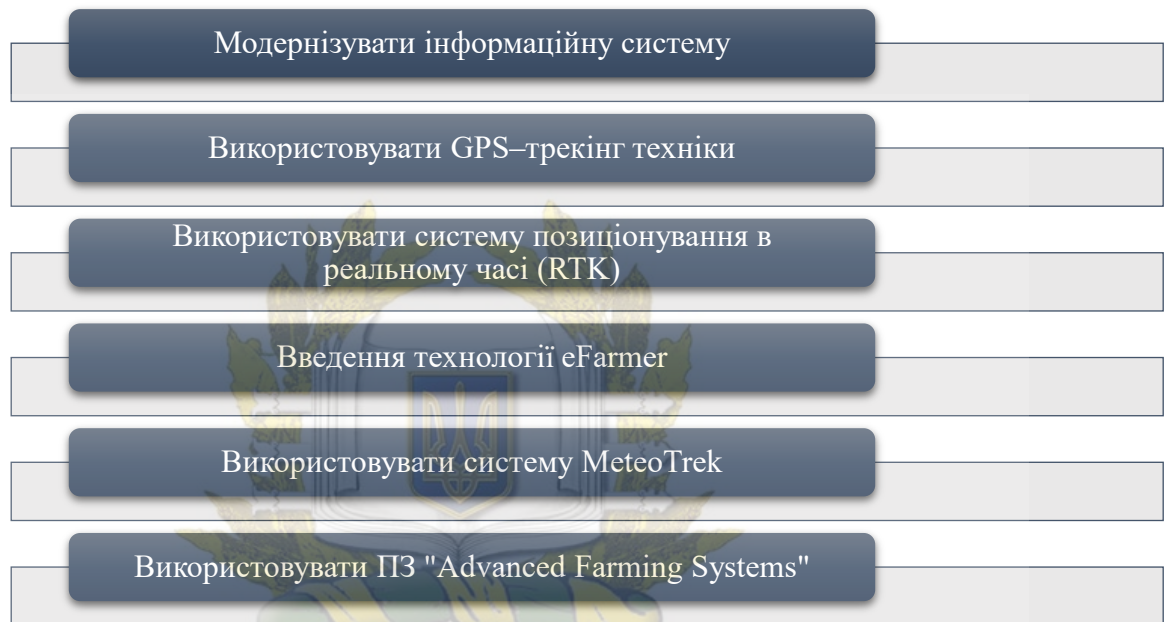 Модернізувати інформаційну систему
Використовувати GPS–трекінг техніки
Використовувати систему позиціонування в
реальному часі (RTK)
Введення технології eFarmer
Використовувати систему MeteoTrek
Використовувати ПЗ "Advanced Farming Systems"